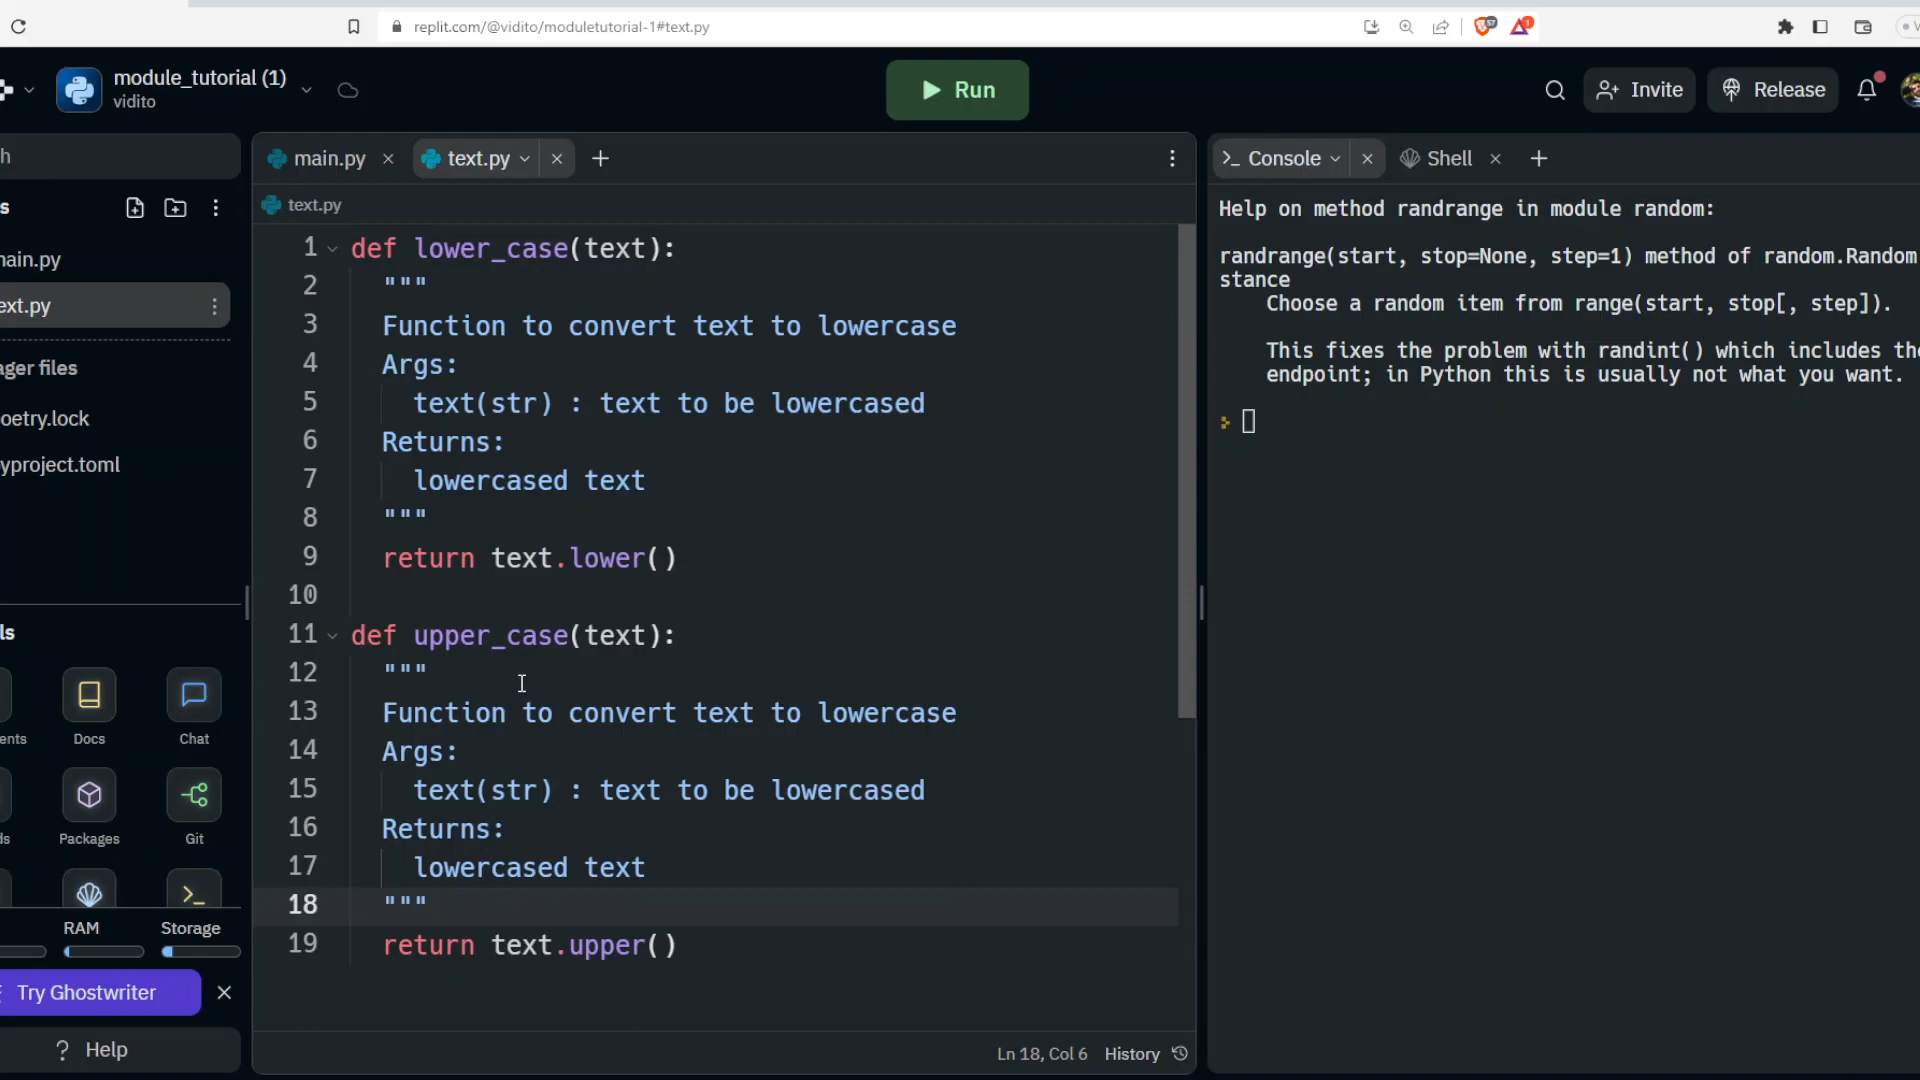 replit.com/@vidito/moduletutorial-1#text.py
57
1
module_tutorial (1)
vidito
Run
Invite
Release
main.py
text.py
Console
Shell
text.py
1 def lower_case(text):
2 """
3 Function to convert text to lowercase
4 Args:
5 text(str) : text to be lowercased
6 Returns:
7 lowercased text
8 """
9 return text.lower()
10
11 def upper_case(text):
12 """
13 Function to convert text to lowercase
14 Args:
15 text(str) : text to be lowercased
16 Returns:
17 lowercased text
18 """
19 return text.upper()
Ln 18, Col 6 History
Help on method randrange in module random:
randrange(start, stop=None, step=1) method of random.Random
stance
Choose a random item from range(start, stop[, step]).
This fixes the problem with randint() which includes the
endpoint; in Python this is usually not what you want.
h
s
ain.py
ext.py
ager files
oetry.lock
yproject.toml
ls
ents
Docs
Chat
ds
Packages
Git
RAM
Storage
Try Ghostwriter
? Help